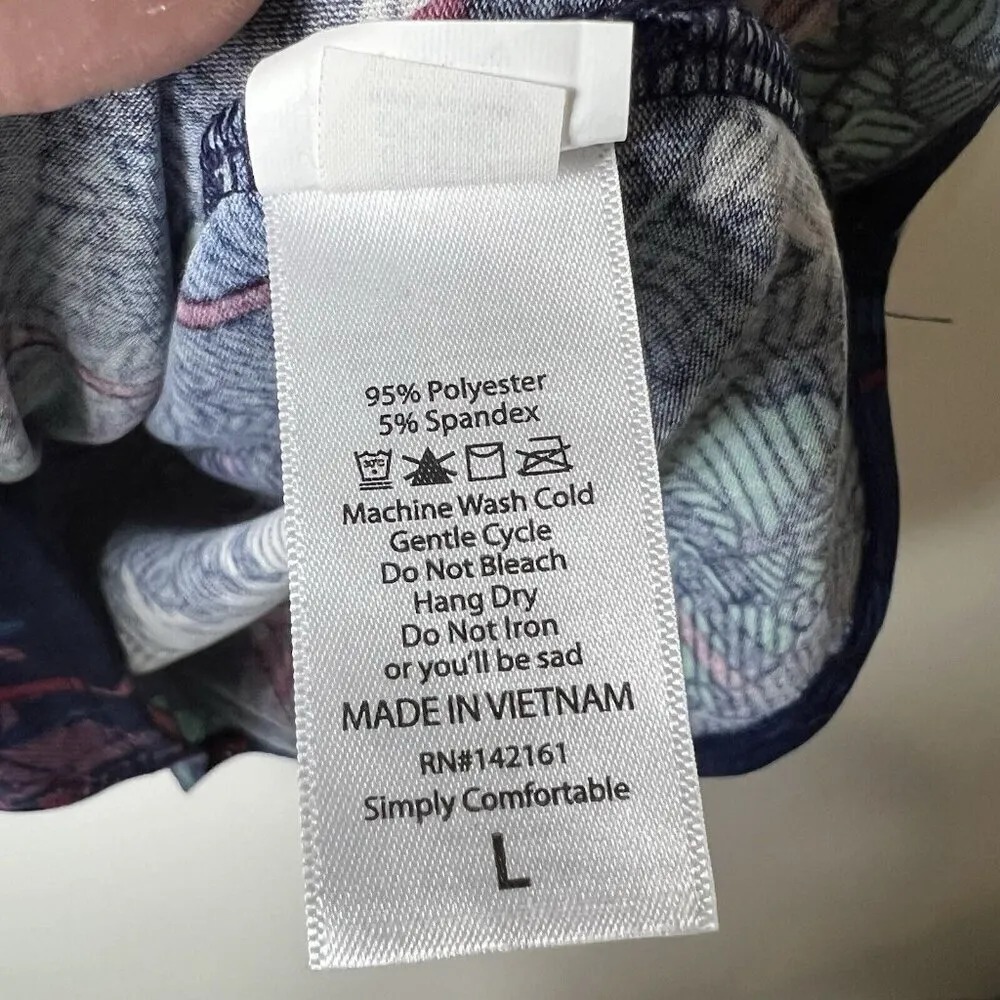 95% Polyester
5% Spandex
30°C
Machine Wash Cold
Gentle Cycle
Do Not Bleach
Hang Dry
Do Not Iron
or you'll be sad
MADE IN VIETNAM
RN#142161
Simply Comfortable
L